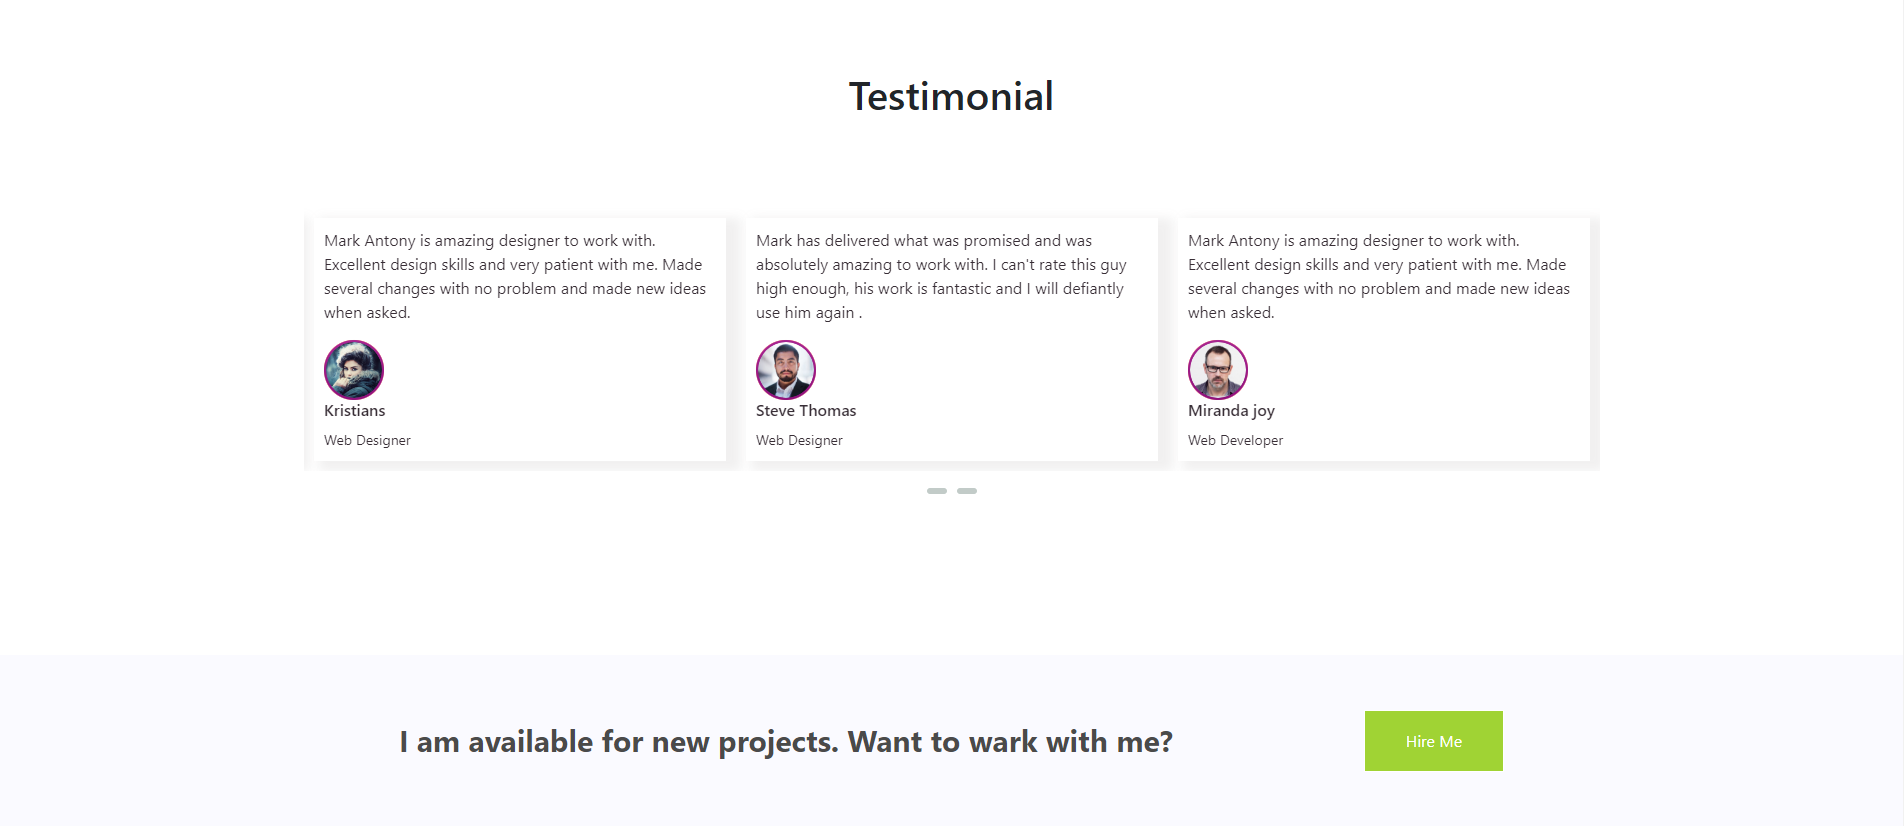 Testimonial
Mark Antony is amazing designer to work with.
Excellent design skills and very patient with me. Made
several changes with no problem and made new ideas
when asked.
Kristians
Web Designer
Mark has delivered what was promised and was
absolutely amazing to work with. I can't rate this guy
high enough, his work is fantastic and I will defiantly
use him again .
Steve Thomas
Web Designer
Mark Antony is amazing designer to work with.
Excellent design skills and very patient with me. Made
several changes with no problem and made new ideas
when asked.
Miranda joy
Web Developer
I am available for new projects. Want to wark with me?
Hire Me